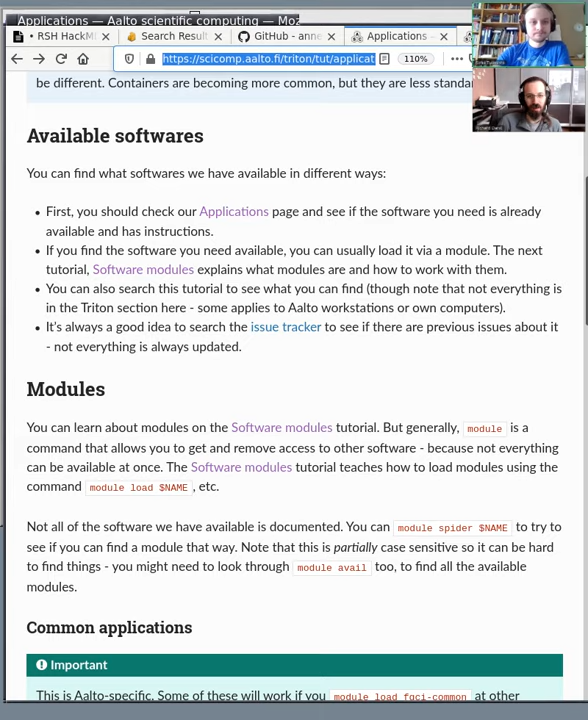 Applications — Aalto scientific computing — Moz
• RSH HackM
Search Result
GitHub - anne
Applications —
https://scicomp.aalto.fi/triton/tut/applicat
110%
be different. Containers are becoming more common, but they are less standar
Available softwares
You can find what softwares we have available in different ways:
• First, you should check our Applications page and see if the software you need is already
available and has instructions.
• If you find the software you need available, you can usually load it via a module. The next
tutorial, Software modules explains what modules are and how to work with them.
• You can also search this tutorial to see what you can find (though note that not everything is
in the Triton section here - some applies to Aalto workstations or own computers).
• It's always a good idea to search the issue tracker to see if there are previous issues about it
- not everything is always updated.
Modules
You can learn about modules on the Software modules tutorial. But generally, module is a
command that allows you to get and remove access to other software - because not everything
can be available at once. The Software modules tutorial teaches how to load modules using the
command module load $NAME , etc.
Not all of the software we have available is documented. You can module spider $NAME to try to
see if you can find a module that way. Note that this is partially case sensitive so it can be hard
to find things - you might need to look through module avail too, to find all the available
modules.
Common applications
Important
This is Aalto-specific. Some of these will work if you module load fgci-common at other